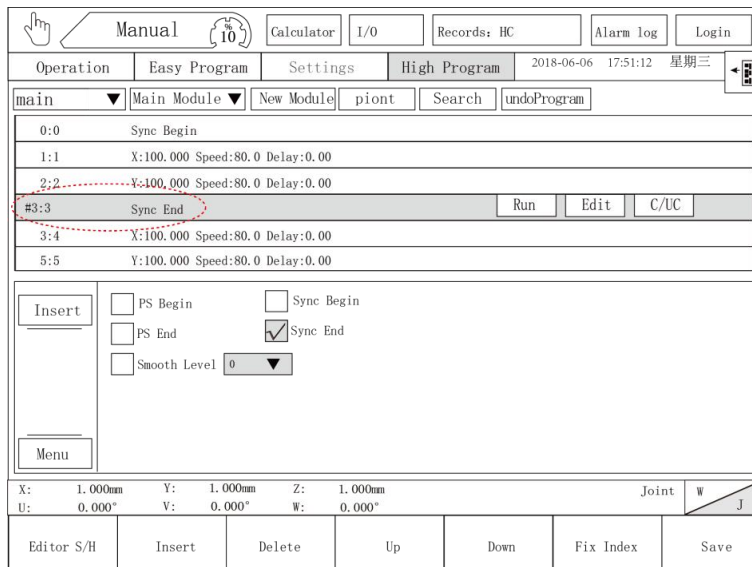 Manual % 10 Calculator I/O Records: HC Alarm log Login
Operation Easy Program Settings High Program 2018-06-06 17:51:12 星期三
main Main Module New Module piont Search undoProgram
0:0 Sync Begin
1:1 X:100.000 Speed:80.0 Delay:0.00
2:2 Y:100.000 Speed:80.0 Delay:0.00
#3:3 Sync End Run Edit C/UC
3:4 X:100.000 Speed:80.0 Delay:0.00
5:5 Y:100.000 Speed:80.0 Delay:0.00
Insert PS Begin Sync Begin
PS End Sync End
Smooth Level 0
Menu
X: 1.000mm Y: 1.000mm Z: 1.000mm Joint W
U: 0.000° V: 0.000° W: 0.000° J
Editor S/H Insert Delete Up Down Fix Index Save